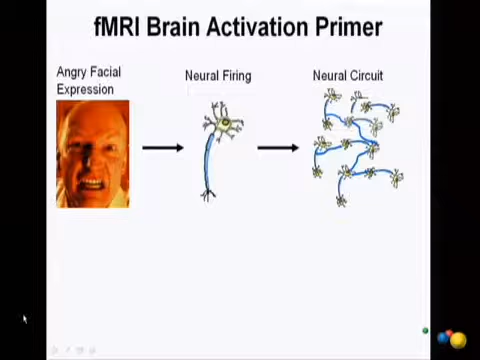 fMRI Brain Activation Primer
Angry Facial
Expression
Neural Firing
Neural Circuit